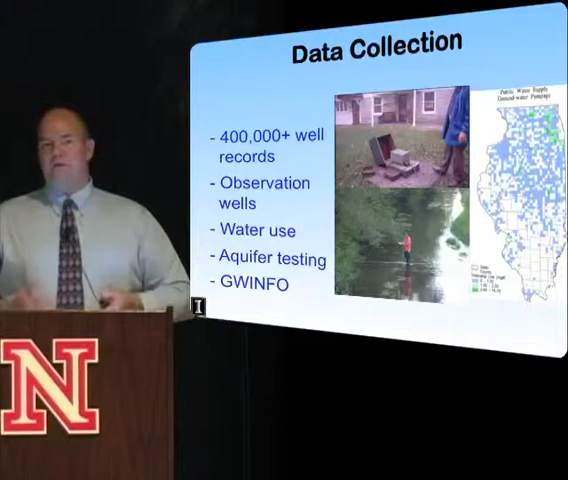 Data Collection
- 400,000+ well
records
- Observation
wells
- Water use
- Aquifer testing
- GWINFO
Public Water Supply
Ground-water Pumpage
N
I